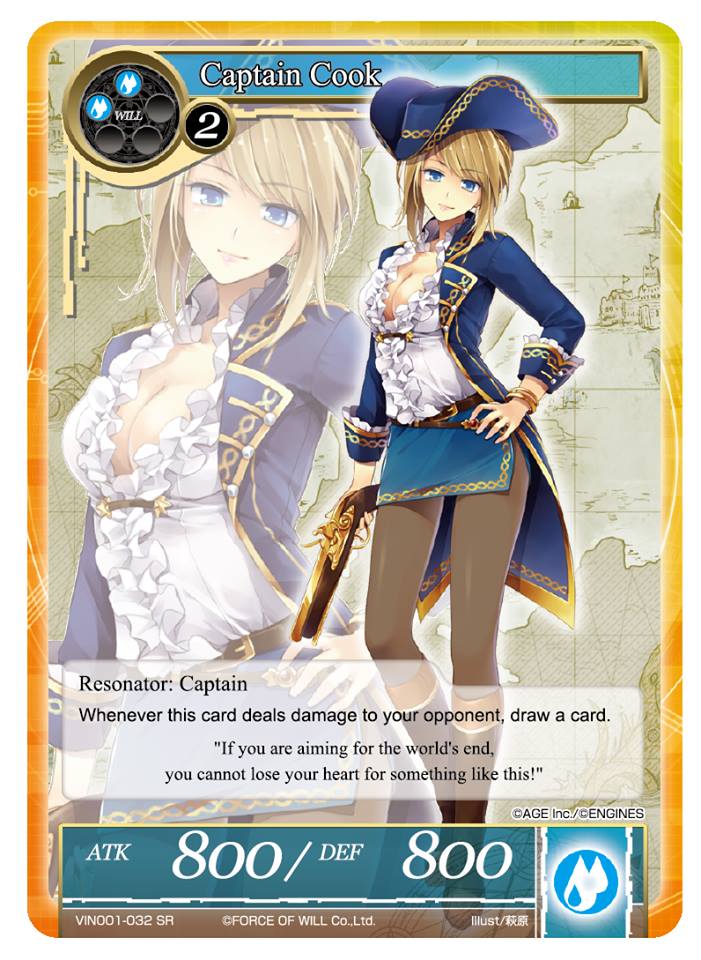 Captain Cook
WILL
2
Resonator: Captain
Whenever this card deals damage to your opponent, draw a card.
"If you are aiming for the world's end,
you cannot lose your heart for something like this!"
©AGE Inc./©ENGINES
ATK 800/ DEF 800
VIN001-032 SR ©FORCE OF WILL Co.,Ltd. Illust/萩原